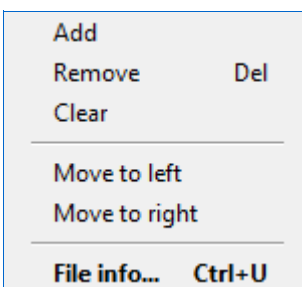 Add
Remove Del
Clear
Move to left
Move to right
File info... Ctrl+U